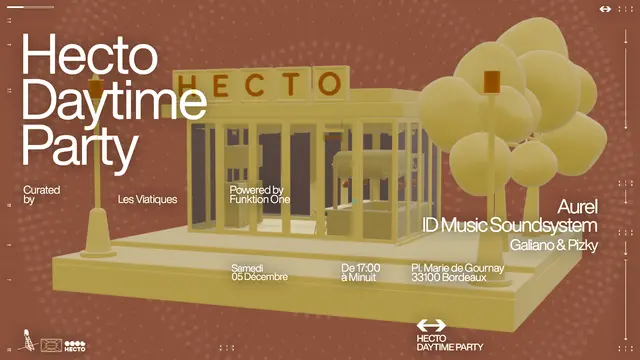 Hecto
Daytime
Party
HECTO
Curated
by
Les Viatiques
Powered by
Funktion One
Aurel
ID Music Soundsystem
Galiano & Pizky
Samedi
05 Décembre
De 17:00
à Minuit
Pl. Marie de Gournay
33100 Bordeaux
HECTO
HECTO
DAYTIME PARTY